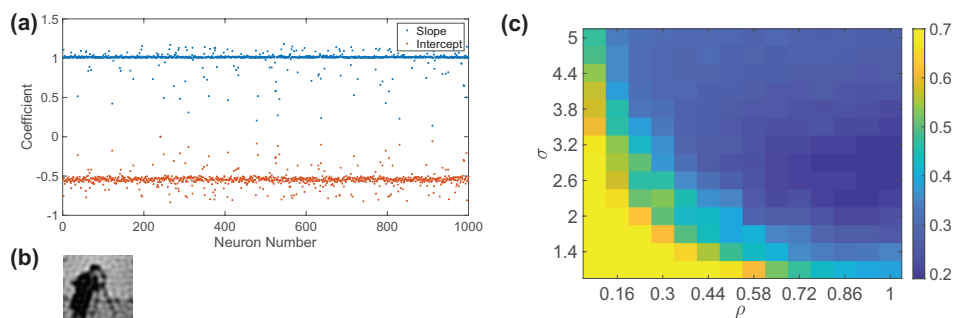 (a)
1.5
1
0.5
0
-0.5
-1
Coefficient
0 200 400 600 800 1000
Neuron Number
Slope
Intercept
(b)
(c)
5
4.4
3.8
3.2
2.6
2
1.4
σ
0.16 0.3 0.44 0.58 0.72 0.86 1
ρ
0.7
0.6
0.5
0.4
0.3
0.2